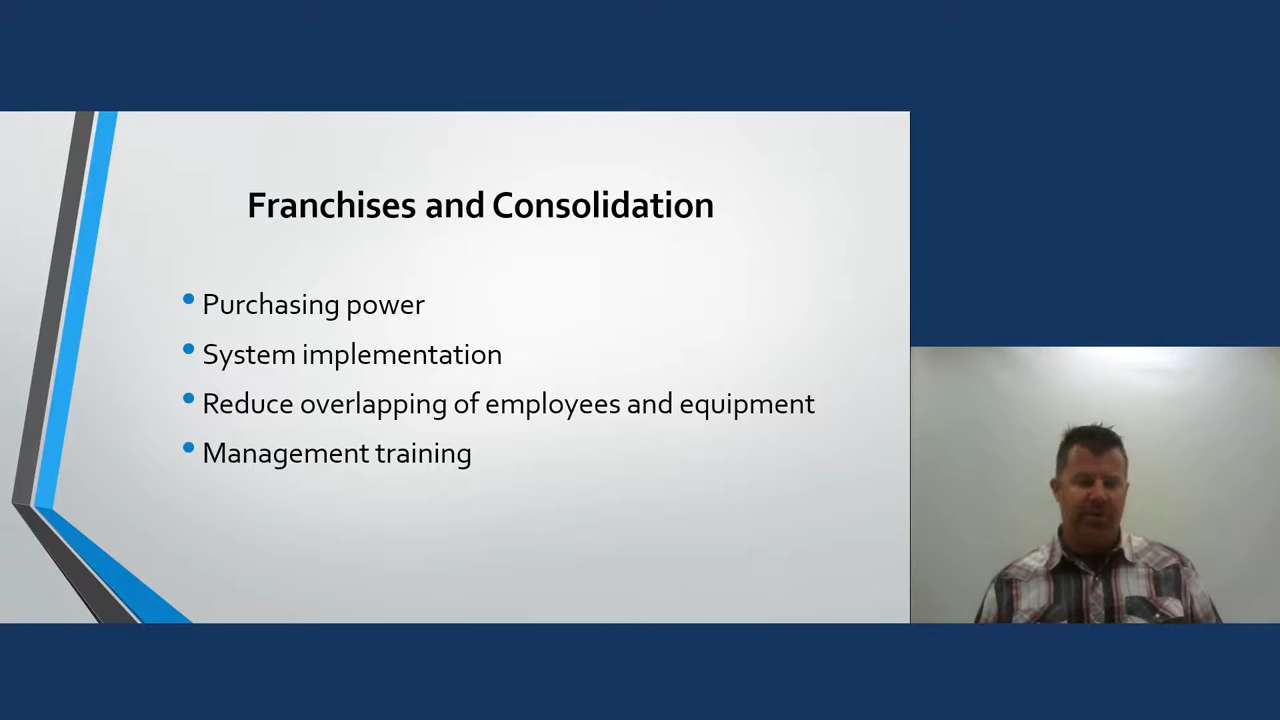 Franchises and Consolidation
• Purchasing power
• System implementation
• Reduce overlapping of employees and equipment
• Management training